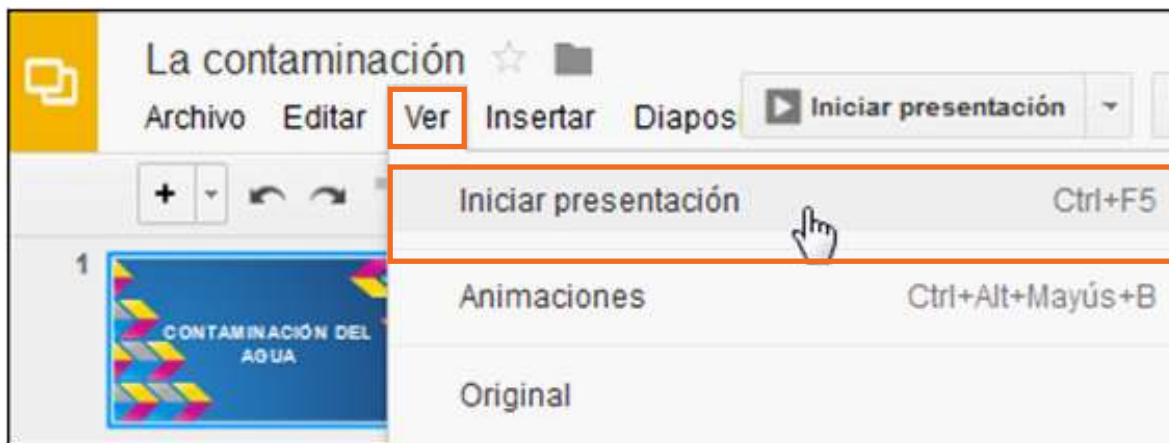 La contaminación
Archivo Editar Ver Insertar Diapos Iniciar presentación
Iniciar presentación Ctrl+F5
1
Animaciones Ctrl+Alt+Mayús+B
CONTAMINACIÓN DEL
AGUA
Original